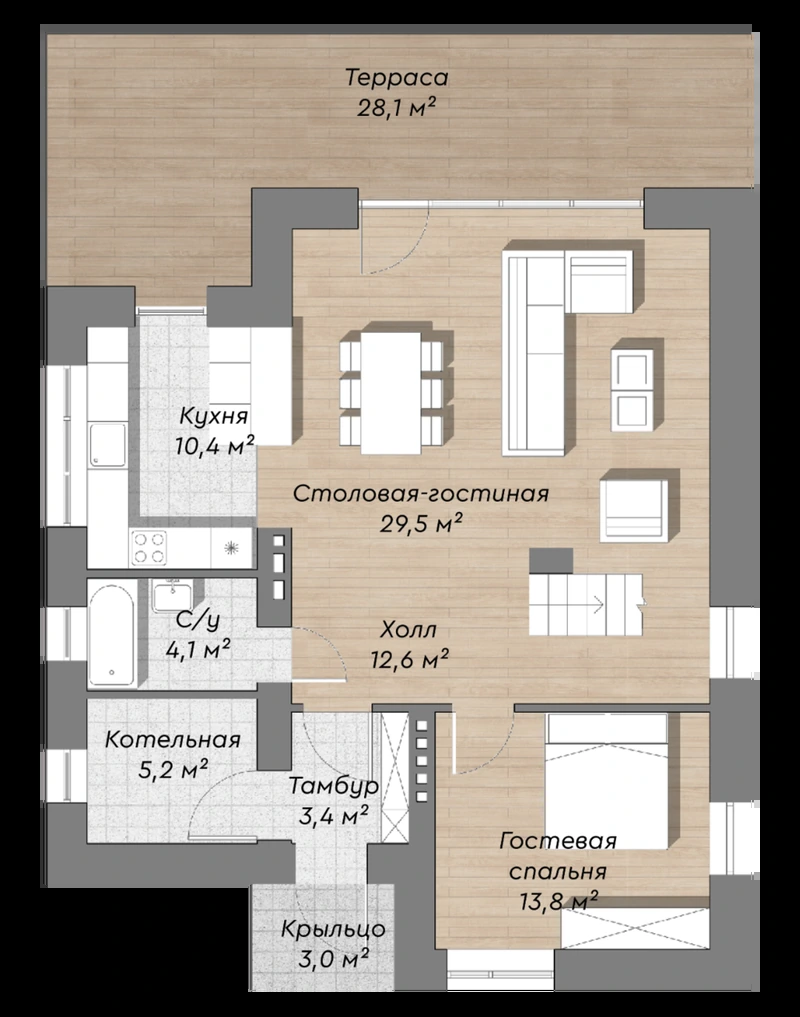 Терраса
28,1 м²
Кухня
10,4 м²
Столовая-гостиная
29,5 м²
С/у
4,1 м²
Холл
12,6 м²
Котельная
5,2 м²
Тамбур
3,4 м²
Гостевая
спальня
13,8 м²
Крыльцо
3,0 м²